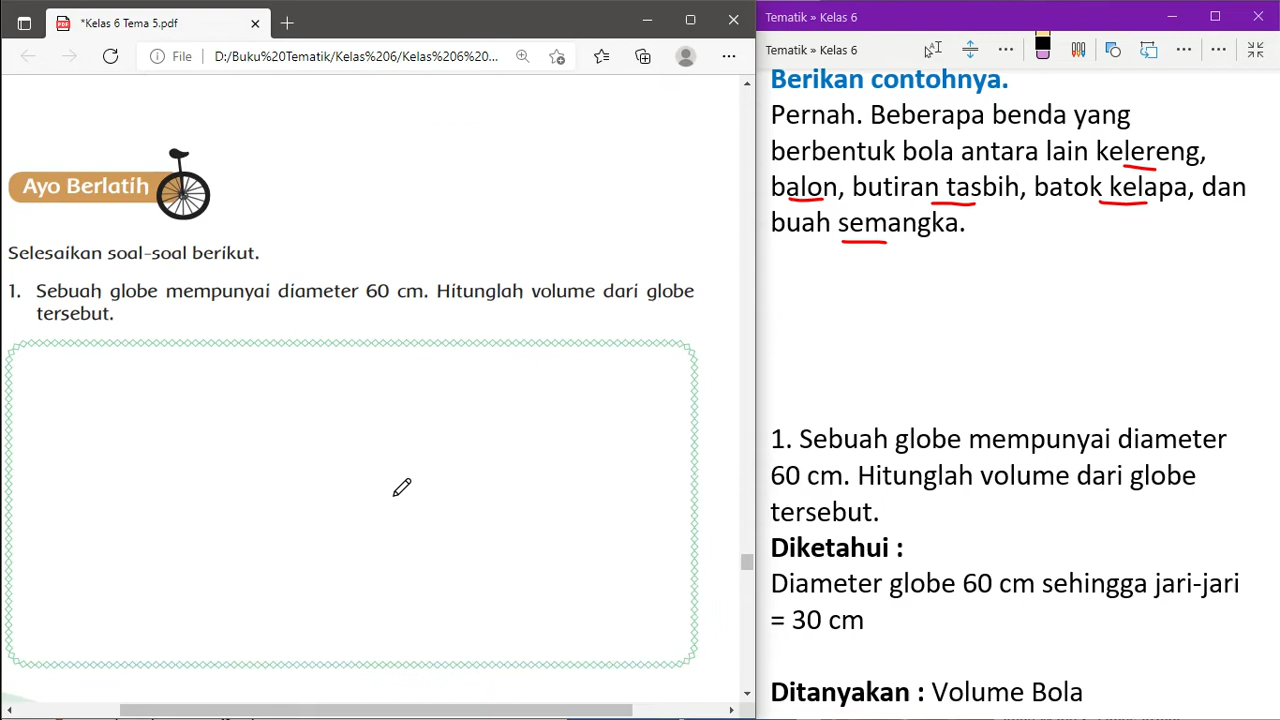 *Kelas 6 Tema 5.pdf
File
D:/Buku%20Tematik/Kelas%206/Kelas%206%20...
Ayo Berlatih
Selesaikan soal-soal berikut.
1. Sebuah globe mempunyai diameter 60 cm. Hitunglah volume dari globe
tersebut.
Tematik » Kelas 6
Tematik » Kelas 6
Berikan contohnya.
Pernah. Beberapa benda yang
berbentuk bola antara lain kelereng,
balon, butiran tasbih, batok kelapa, dan
buah semangka.
1. Sebuah globe mempunyai diameter
60 cm. Hitunglah volume dari globe
tersebut.
Diketahui :
Diameter globe 60 cm sehingga jari-jari
= 30 cm
Ditanyakan : Volume Bola